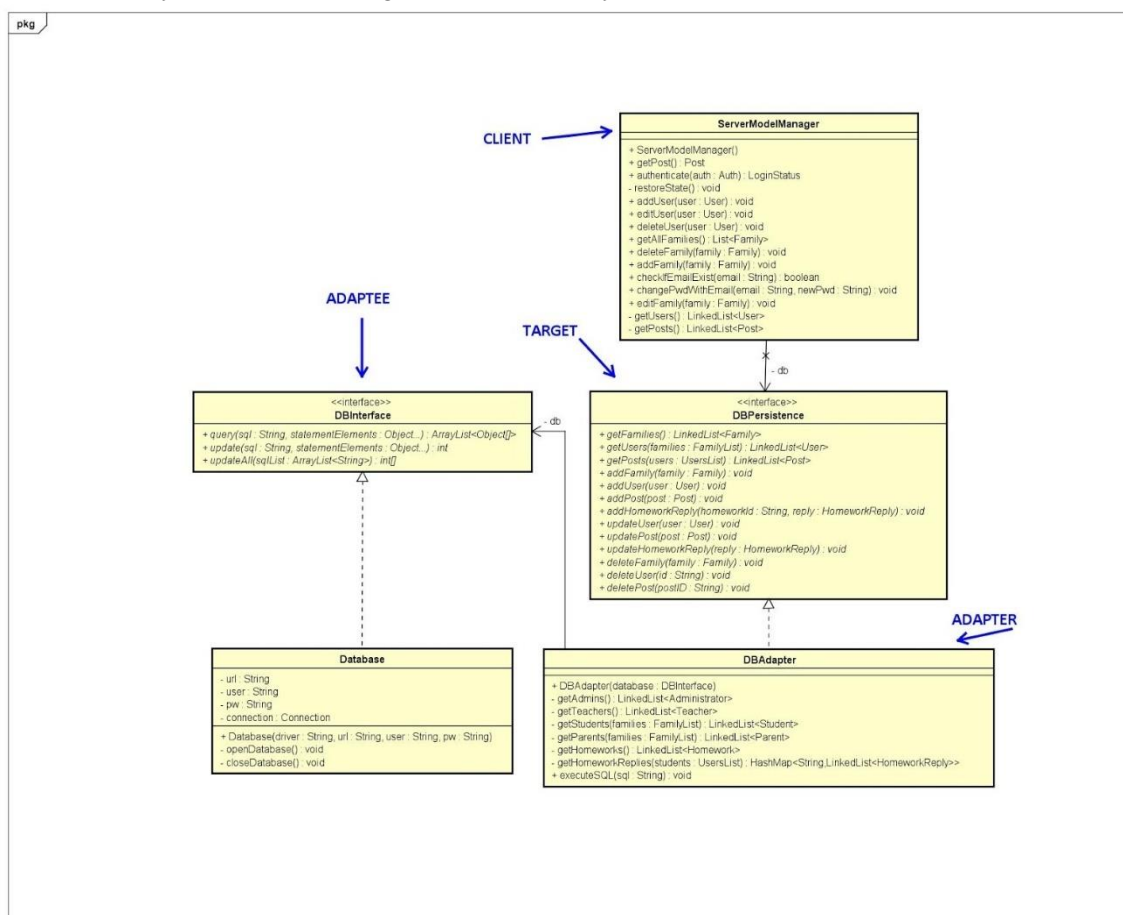 pkg
CLIENT
ServerModelManager
+ ServerModelManager()
+ getPost() : Post
+ authenticate(auth : Auth) : LoginStatus
- restoreState() : void
+ addUser(user : User) : void
+ editUser(user : User) : void
+ deleteUser(user : User) : void
+ getAllFamilies() : List<Family>
+ deleteFamily(family : Family) : void
+ addFamily(family : Family) : void
+ checkIfEmailExist(email : String) : boolean
+ changePwdWithEmail(email : String, newPwd : String) : void
+ editFamily(family : Family) : void
- getUsers() : LinkedList<User>
- getPosts() : LinkedList<Post>
- db
ADAPTEE
<<interface>>
DBInterface
+ query(sql : String, statementElements : Object...) : ArrayList<Object[]>
+ update(sql : String, statementElements : Object...) : int
+ updateAll(sqlList : ArrayList<String>) : int[]
- db
TARGET
<<interface>>
DBPersistence
+ getFamilies() : LinkedList<Family>
+ getUsers(families : FamilyList) : LinkedList<User>
+ getPosts(users : UsersList) : LinkedList<Post>
+ addFamily(family : Family) : void
+ addUser(user : User) : void
+ addPost(post : Post) : void
+ addHomeworkReply(homeworkId : String, reply : HomeworkReply) : void
+ updateUser(user : User) : void
+ updatePost(post : Post) : void
+ updateHomeworkReply(reply : HomeworkReply) : void
+ deleteFamily(family : Family) : void
+ deleteUser(id : String) : void
+ deletePost(postID : String) : void
Database
- url : String
- user : String
- pw : String
- connection : Connection
+ Database(driver : String, url : String, user : String, pw : String)
- openDatabase() : void
- closeDatabase() : void
ADAPTER
DBAdapter
+ DBAdapter(database : DBInterface)
- getAdmins() : LinkedList<Administrator>
- getTeachers() : LinkedList<Teacher>
- getStudents(families : FamilyList) : LinkedList<Student>
- getParents(families : FamilyList) : LinkedList<Parent>
- getHomeworks() : LinkedList<Homework>
- getHomeworkReplies(students : UsersList) : HashMap<String,LinkedList<HomeworkReply>>
+ executeSQL(sql : String) : void